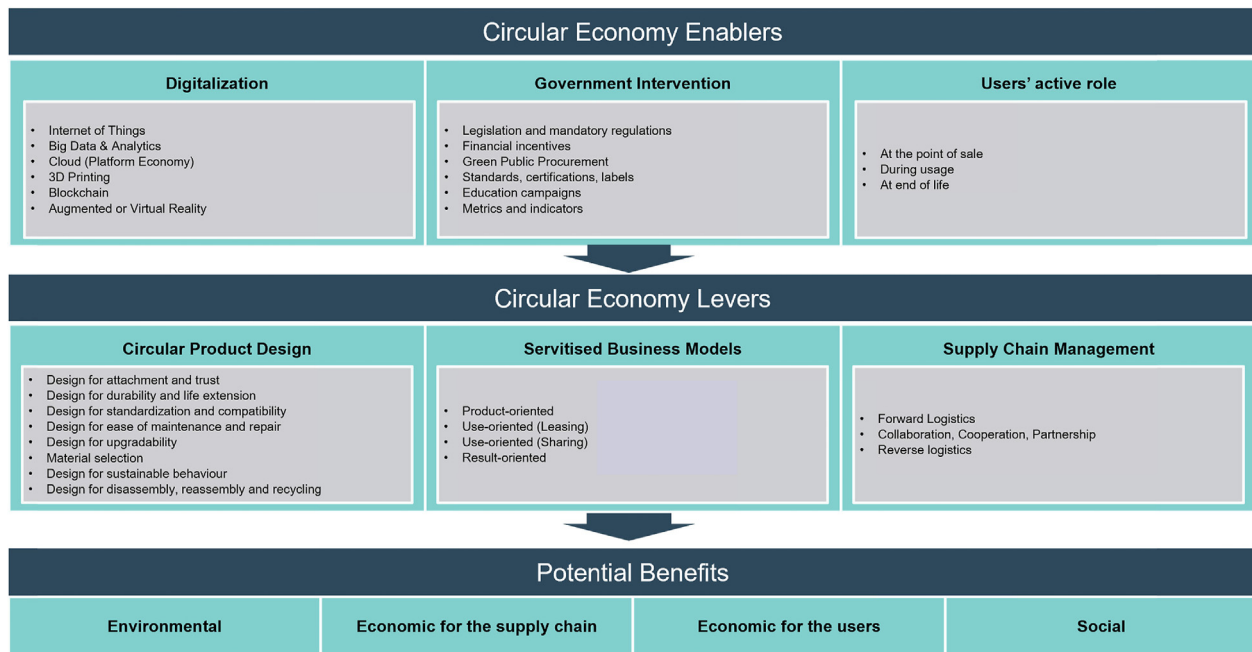 Circular Economy Enablers
Digitalization
• Internet of Things
• Big Data & Analytics
• Cloud (Platform Economy)
• 3D Printing
• Blockchain
• Augmented or Virtual Reality
Government Intervention
• Legislation and mandatory regulations
• Financial incentives
• Green Public Procurement
• Standards, certifications, labels
• Education campaigns
• Metrics and indicators
Users’ active role
• At the point of sale
• During usage
• At end of life
Circular Economy Levers
Circular Product Design
• Design for attachment and trust
• Design for durability and life extension
• Design for standardization and compatibility
• Design for ease of maintenance and repair
• Design for upgradability
• Material selection
• Design for sustainable behaviour
• Design for disassembly, reassembly and recycling
Servitised Business Models
• Product-oriented
• Use-oriented (Leasing)
• Use-oriented (Sharing)
• Result-oriented
Supply Chain Management
• Forward Logistics
• Collaboration, Cooperation, Partnership
• Reverse logistics
Potential Benefits
Environmental
Economic for the supply chain
Economic for the users
Social